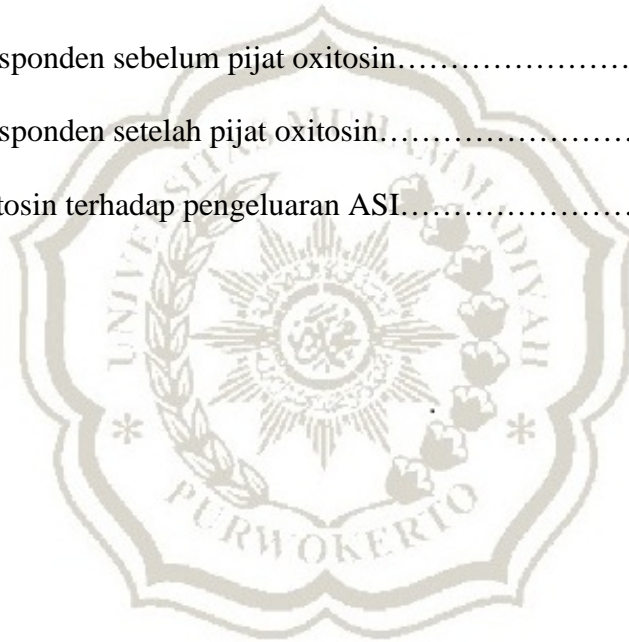 sponden sebelum pijat oxitosin……………………
sponden setelah pijat oxitosin……………………
tosin terhadap pengeluaran ASI…………………
UNIVERSITAS MUHAMMADIYAH
PURWOKERTO